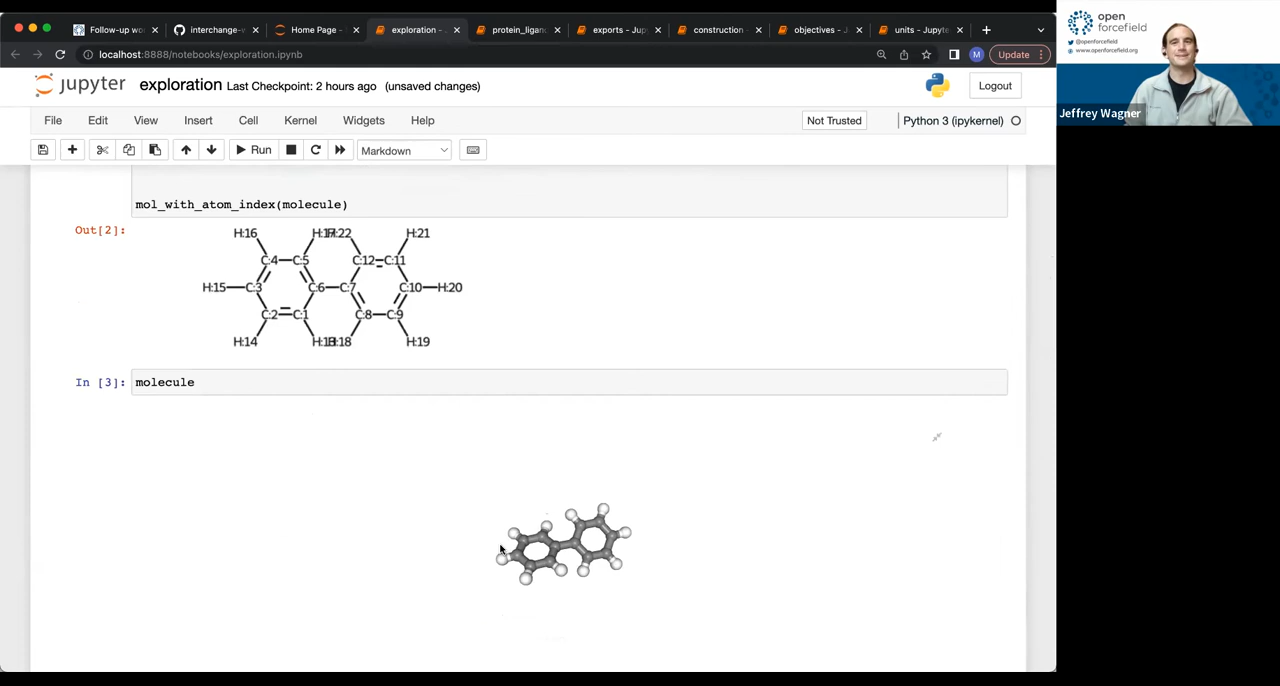 Follow-up wo
interchange-w
Home Page -
exploration -
protein_ligan
exports - Jup
construction
objectives - J
units - Jupyte
localhost:8888/notebooks/exploration.ipynb
M
Update
jupyter exploration Last Checkpoint: 2 hours ago (unsaved changes)
Logout
File Edit View Insert Cell Kernel Widgets Help
Not Trusted
Python 3 (ipykernel)
Run
Markdown
mol_with_atom_index(molecule)
Out[2]:
H:16 H:22 H:21
C:4 C:5 C:12 C:11
H:15 C:3 C:6 C:7 C:10 H:20
C:2 C:1 C:8 C:9
H:14 H:18 H:19
In [3]: molecule
open
forcefield
@openforcefield
www.openforcefield.org
Jeffrey Wagner